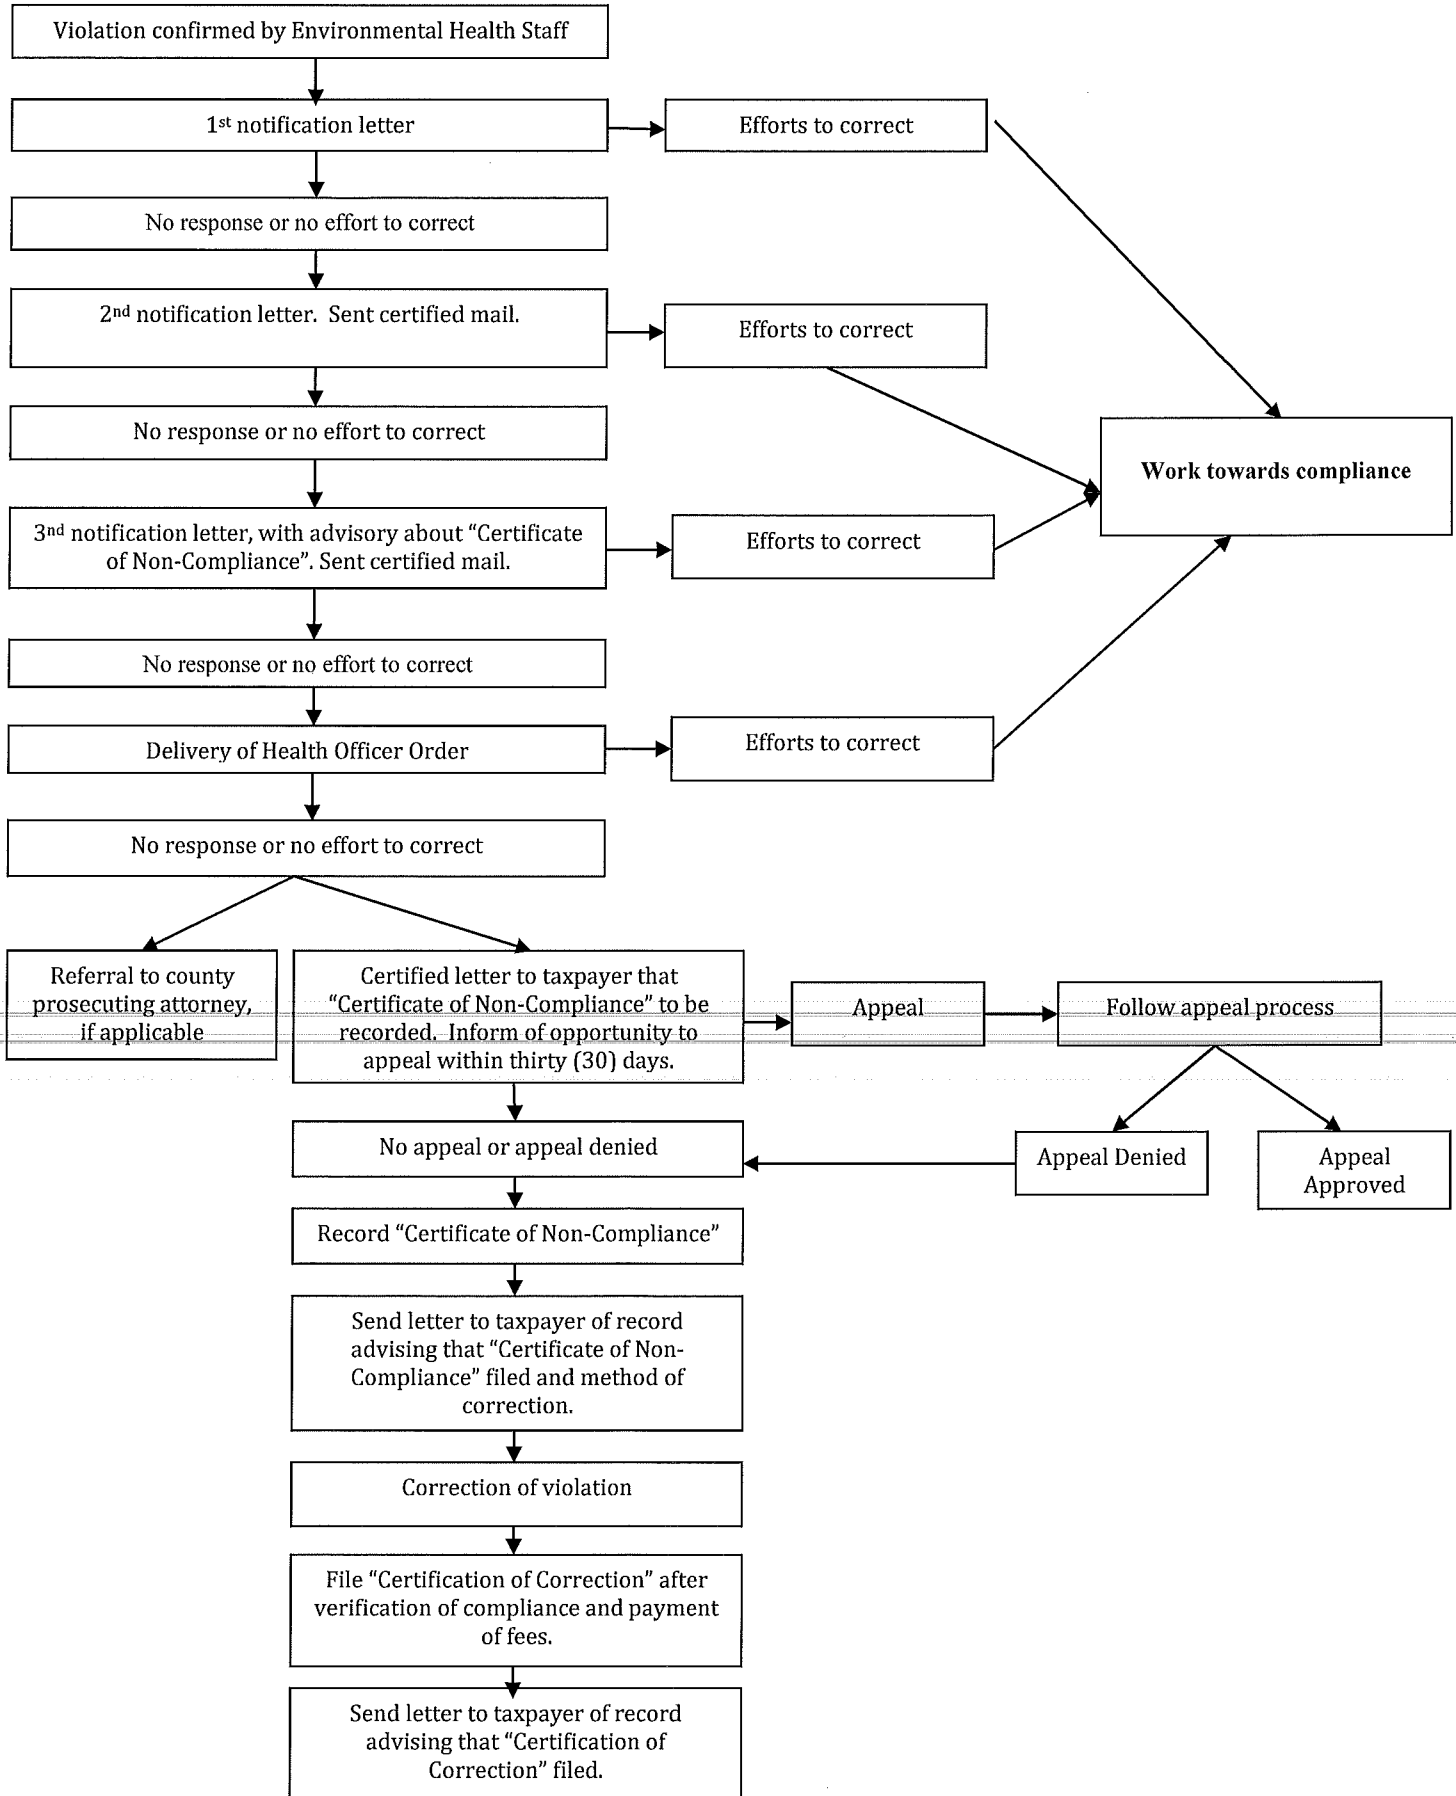 Violation confirmed by Environmental Health Staff
1st notification letter
Efforts to correct
No response or no effort to correct
2nd notification letter. Sent certified mail.
Efforts to correct
No response or no effort to correct
Work towards compliance
3nd notification letter, with advisory about “Certificate
of Non-Compliance”. Sent certified mail.
Efforts to correct
No response or no effort to correct
Delivery of Health Officer Order
Efforts to correct
No response or no effort to correct
Referral to county
prosecuting attorney,
if applicable
Certified letter to taxpayer that
“Certificate of Non-Compliance” to be
recorded. Inform of opportunity to
appeal within thirty (30) days.
Appeal
Follow appeal process
No appeal or appeal denied
Appeal Denied
Appeal
Approved
Record “Certificate of Non-Compliance”
Send letter to taxpayer of record
advising that “Certificate of Non-
Compliance” filed and method of
correction.
Correction of violation
File “Certification of Correction” after
verification of compliance and payment
of fees.
Send letter to taxpayer of record
advising that “Certification of
Correction” filed.